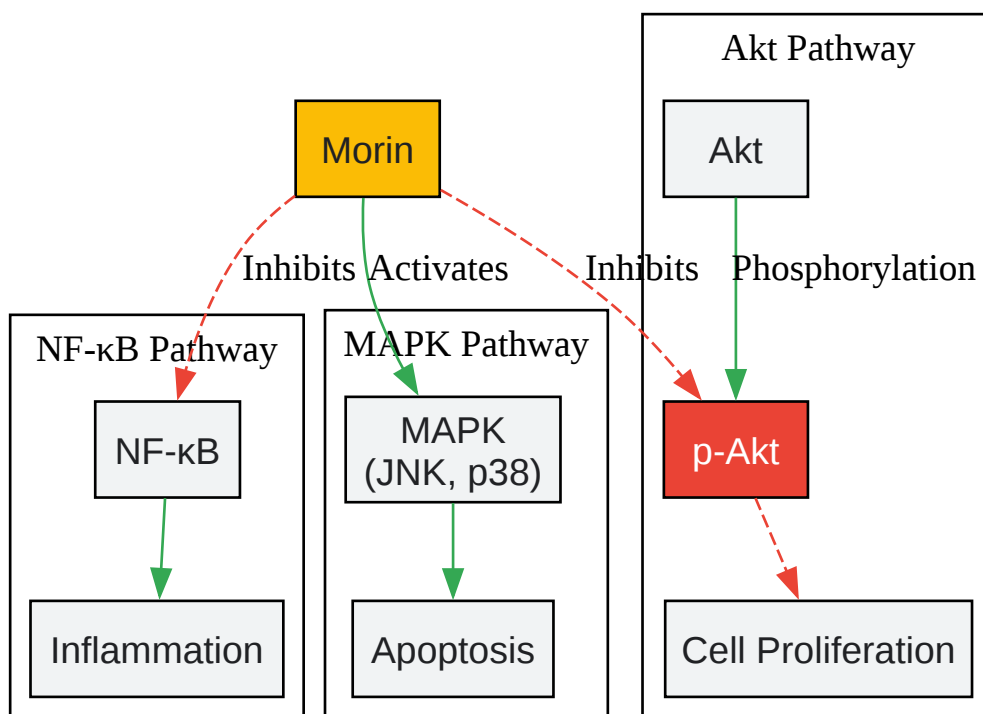 Akt Pathway
Morin
Akt
Inhibits
Activates
Inhibits
Phosphorylation
NF-κB Pathway
MAPK Pathway
NF-κB
MAPK
(JNK, p38)
p-Akt
Inflammation
Apoptosis
Cell Proliferation